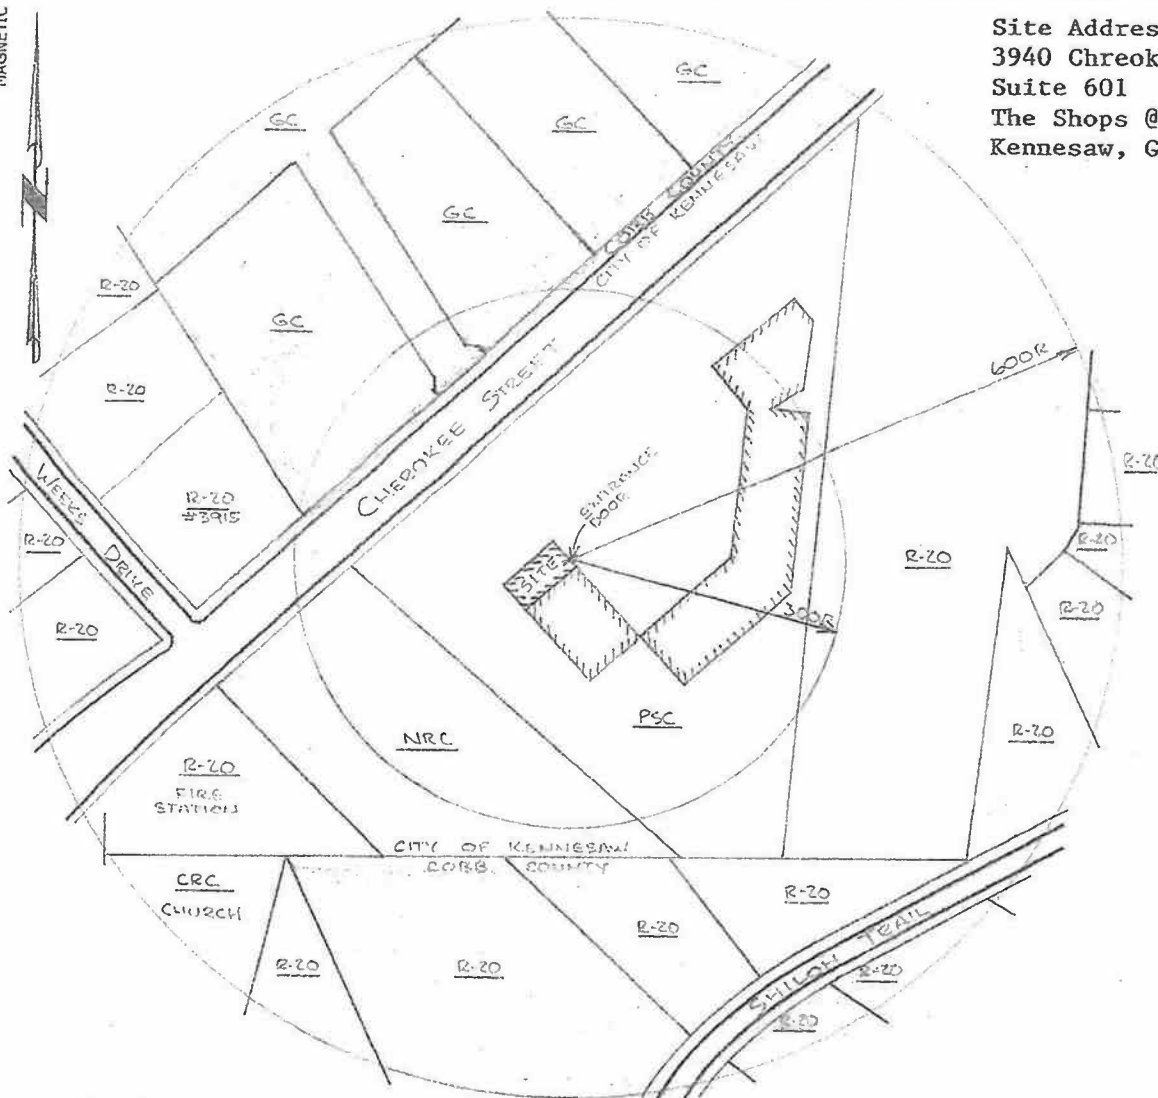 MAGNETIC
Site Addres
3940 Chreok
Suite 601
The Shops @
Kennesaw, G
GC
GC
GC
GC
GC
COBB COUNTY
CITY OF KENNESAW
R-20
R-20
R-20
#3915
WEEKS DRIVE
R-20
R-20
CHEROKEE STREET
600R
ENTRANCE
DOOR
SITE
300R
R-20
R-20
R-20
R-20
R-20
PSC
NRC
R-20
FIRE
STATION
CITY OF KENNESAW
COBB COUNTY
CRC
CHURCH
R-20
R-20
R-20
R-20
SHILOH TRAIL
R-20
R-20